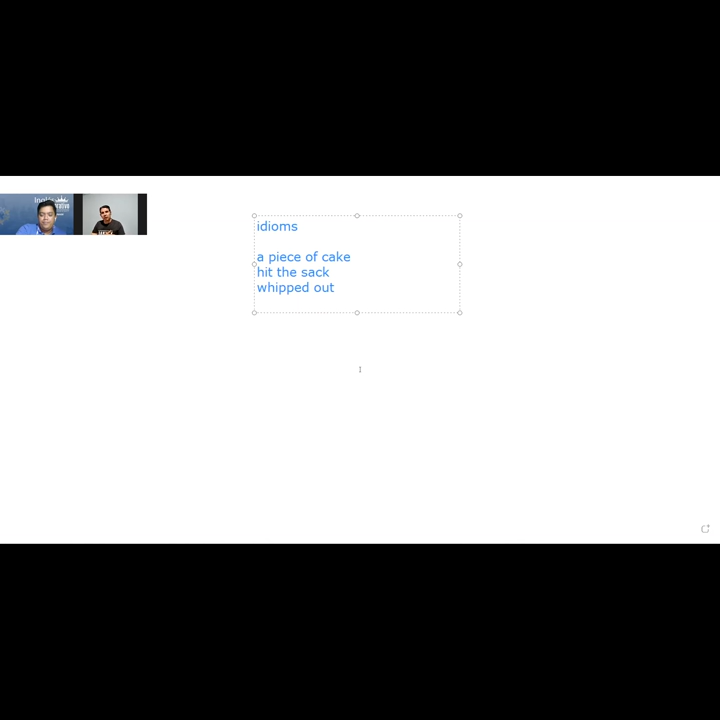 idioms
a piece of cake
hit the sack
whipped out